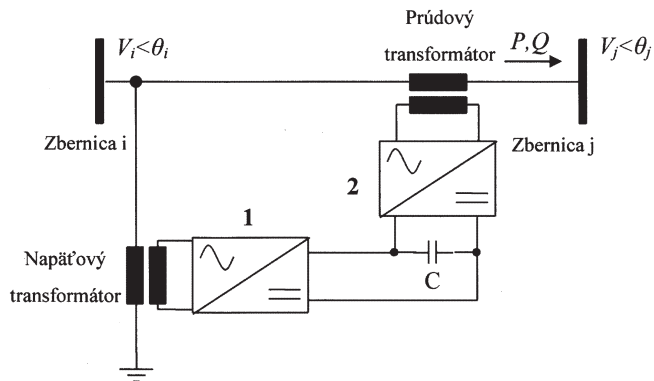 Prúdový
transformátor
P,Q
Vi<θi
Vj<θj
Zbernica i
Zbernica j
2
1
Napäťový
transformátor
C